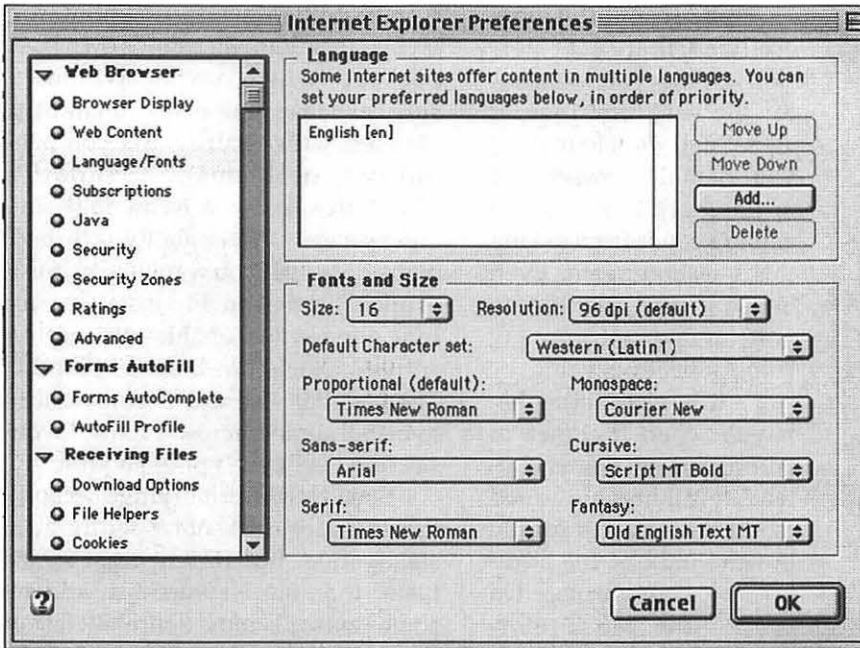 Internet Explorer Preferences
Web Browser
Browser Display
Web Content
Language/Fonts
Subscriptions
Java
Security
Security Zones
Ratings
Advanced
Forms AutoFill
Forms AutoComplete
AutoFill Profile
Receiving Files
Download Options
File Helpers
Cookies
Language
Some Internet sites offer content in multiple languages. You can
set your preferred languages below, in order of priority.
English [en]
Move Up
Move Down
Add...
Delete
Fonts and Size
Size: 16 Resolution: 96 dpi (default)
Default Character set: Western (Latin1)
Proportional (default): Monospace:
Times New Roman Courier New
Sans-serif: Cursive:
Arial Script MT Bold
Serif: Fantasy:
Times New Roman Old English Text MT
?
Cancel OK